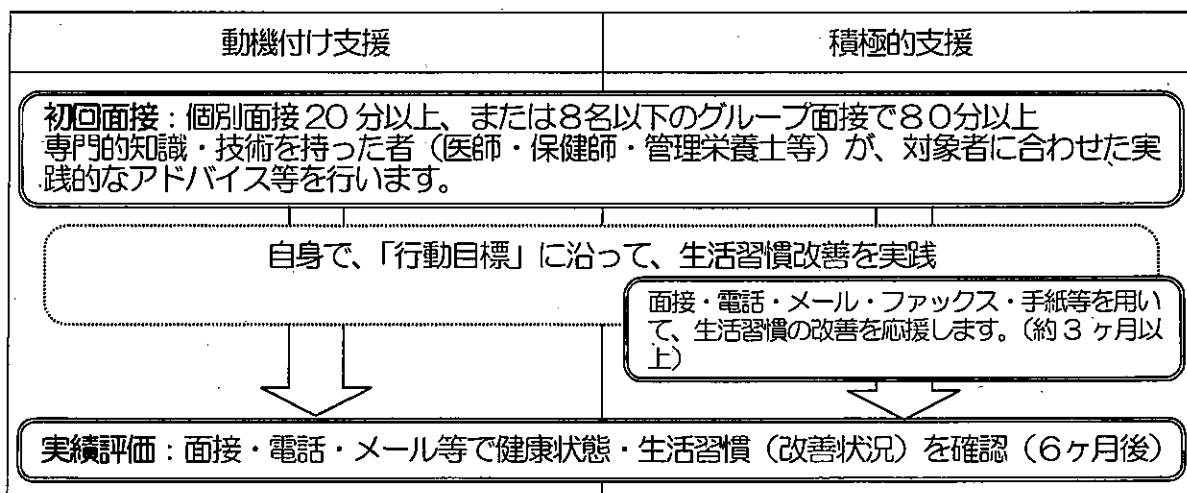 動機付け支援
積極的支援
初回面接：個別面接20分以上、または8名以下のグループ面接で80分以上
専門的知識・技術を持った者（医師・保健師・管理栄養士等）が、対象者に合わせた実
践的なアドバイス等を行います。
自身で、「行動目標」に沿って、生活習慣改善を実践
面接・電話・メール・ファックス・手紙等を用い
て、生活習慣の改善を応援します。（約3ヶ月以
上）
実績評価：面接・電話・メール等で健康状態・生活習慣（改善状況）を確認（6ヶ月後）